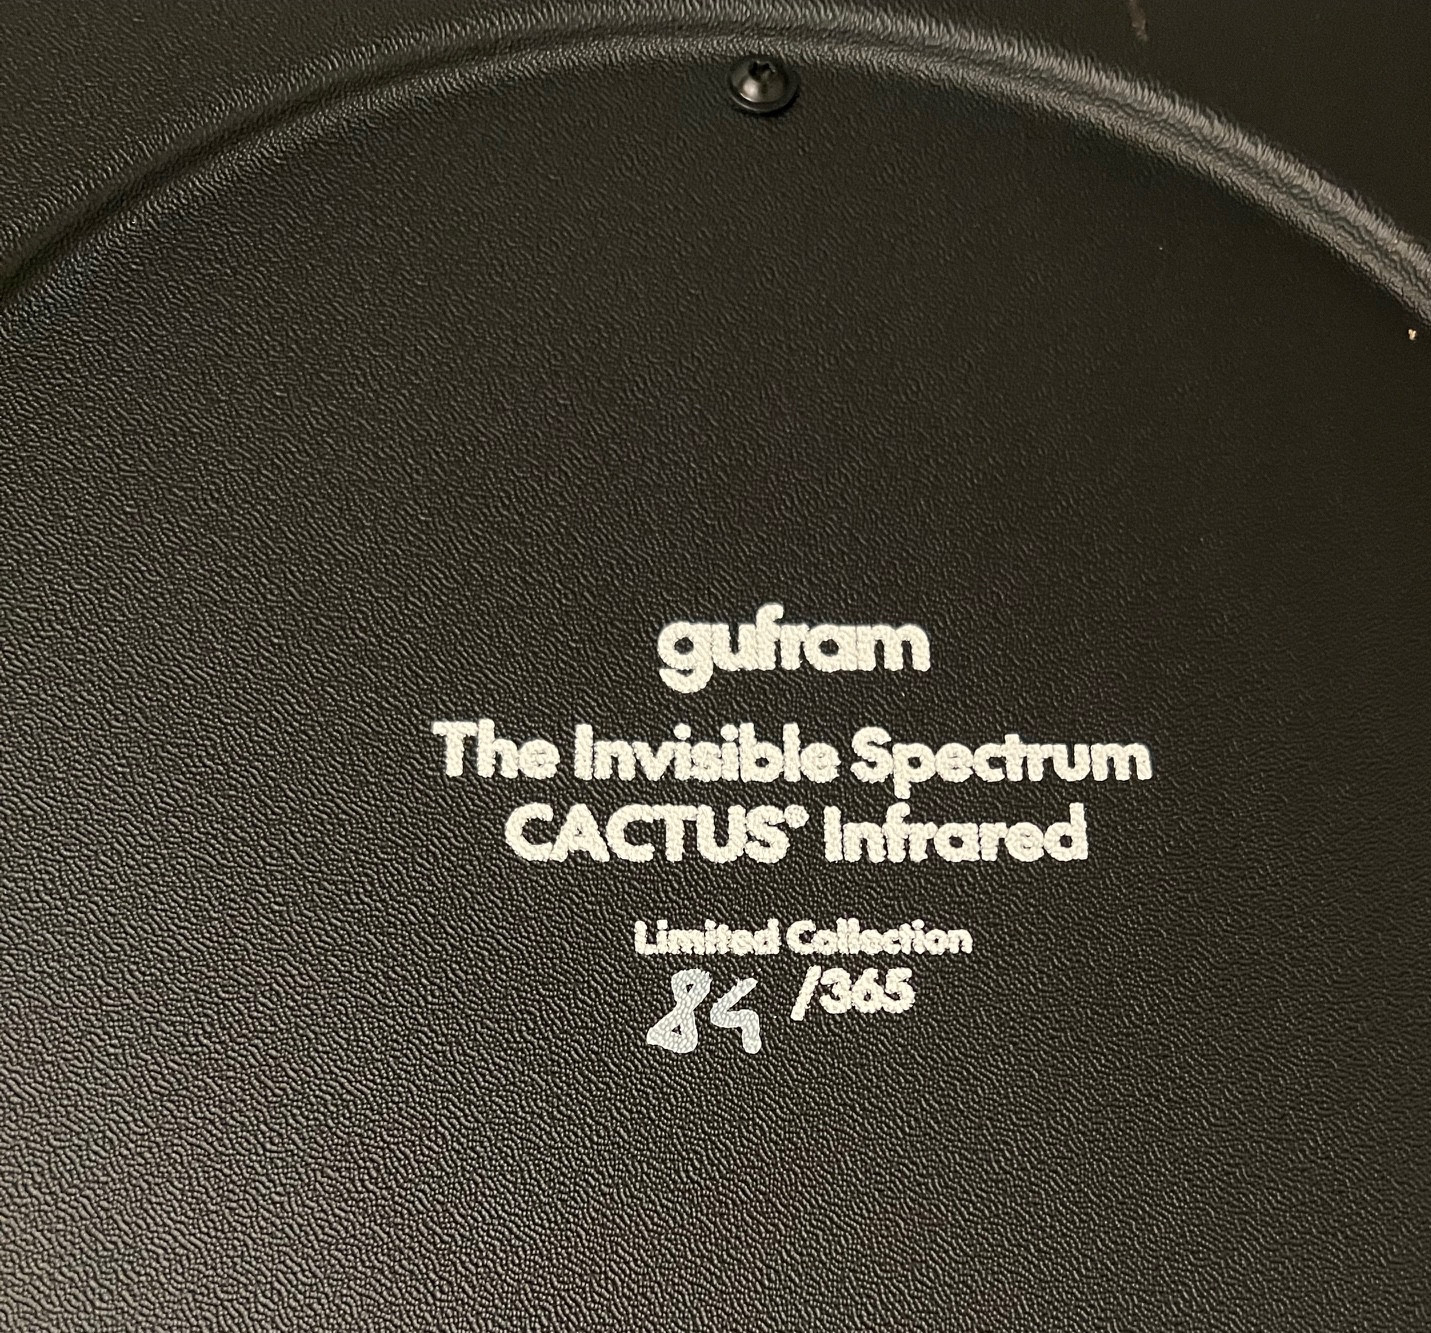 gufram
The Invisible Spectrum
CACTUS® Infrared
Limited Collection
84 /365